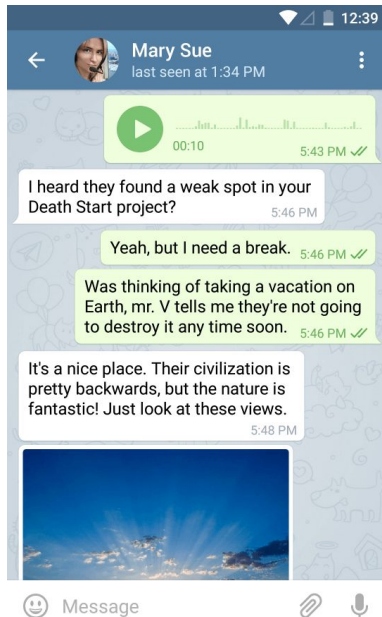 12:39
Mary Sue
last seen at 1:34 PM
00:10
5:43 PM
I heard they found a weak spot in your
Death Start project?
5:46 PM
Yeah, but I need a break.
5:46 PM
Was thinking of taking a vacation on
Earth, mr. V tells me they're not going
to destroy it any time soon.
5:46 PM
It's a nice place. Their civilization is
pretty backwards, but the nature is
fantastic! Just look at these views.
5:48 PM
Message